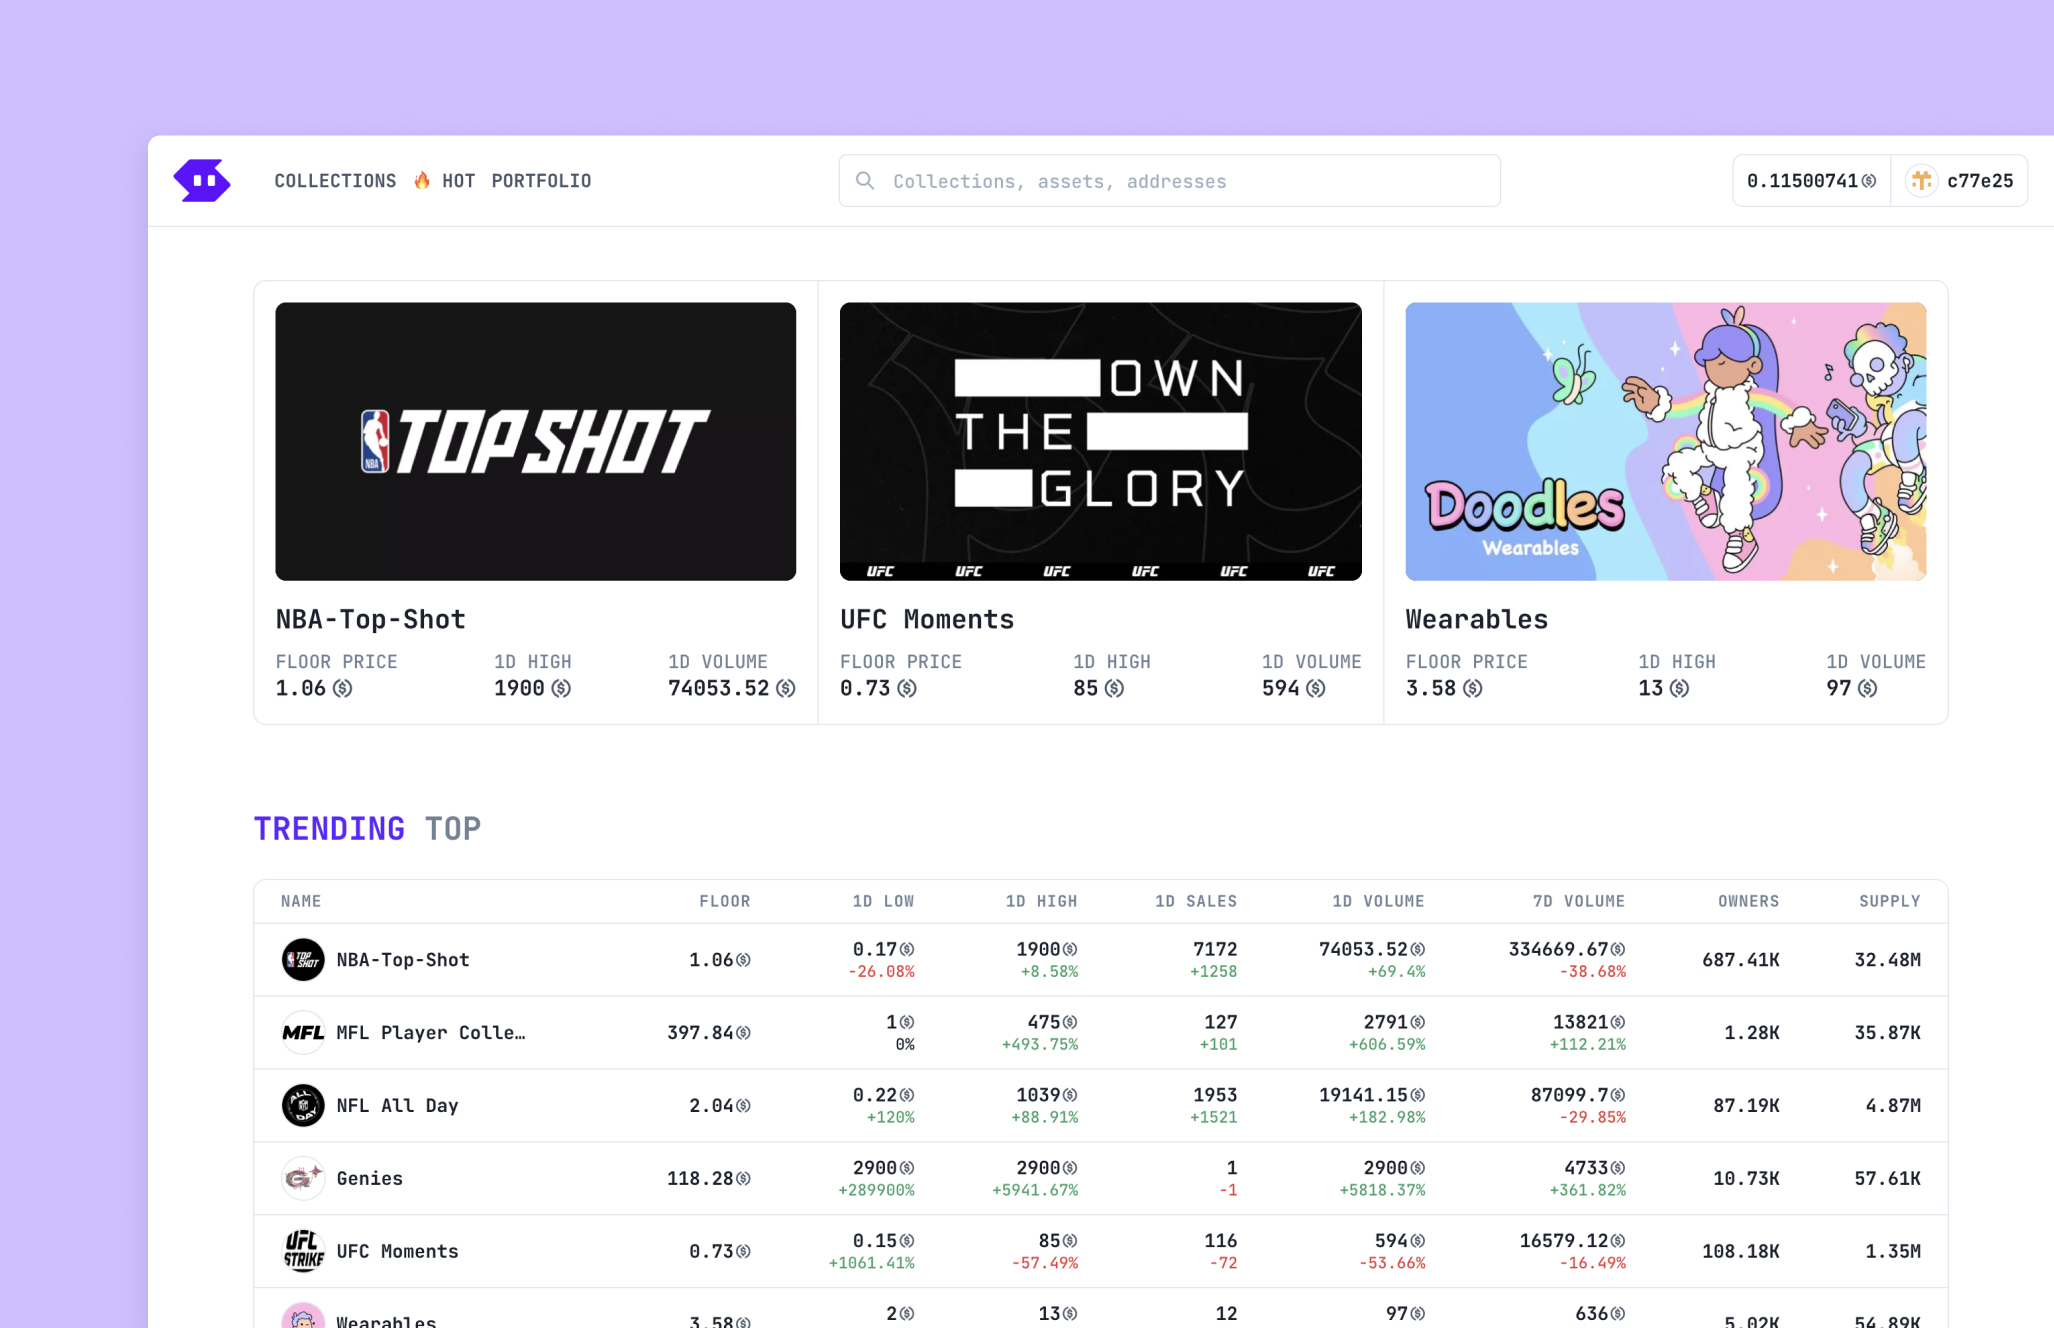 COLLECTIONS 🔥 HOT PORTFOLIO
Collections, assets, addresses
0.11500741 c77e25
NBA TOP SHOT
OWN
THE
GLORY
UFC UFC UFC UFC UFC UFC
Doodles
Wearables
NBA-Top-Shot
FLOOR PRICE 1D HIGH 1D VOLUME
1.06 1900 74053.52
UFC Moments
FLOOR PRICE 1D HIGH 1D VOLUME
0.73 85 594
Wearables
FLOOR PRICE 1D HIGH 1D VOLUME
3.58 13 97
TRENDING TOP
NAME FLOOR 1D LOW 1D HIGH 1D SALES 1D VOLUME 7D VOLUME OWNERS SUPPLY
TOP SHOT NBA-Top-Shot 1.06 0.17 1900 7172 74053.52 334669.67 687.41K 32.48M
-26.08% +8.58% +1258 +69.4% -38.68%
MFL MFL Player Colle… 397.84 1 475 127 2791 13821 1.28K 35.87K
0% +493.75% +101 +606.59% +112.21%
ALL DAY NFL All Day 2.04 0.22 1039 1953 19141.15 87099.7 87.19K 4.87M
+120% +88.91% +1521 +182.98% -29.85%
Genies 118.28 2900 2900 1 2900 4733 10.73K 57.61K
+289900% +5941.67% -1 +5818.37% +361.82%
UFC STRIKE UFC Moments 0.73 0.15 85 116 594 16579.12 108.18K 1.35M
+1061.41% -57.49% -72 -53.66% -16.49%
Wearables 3.58 2 13 12 97 636 5.02K 54.89K